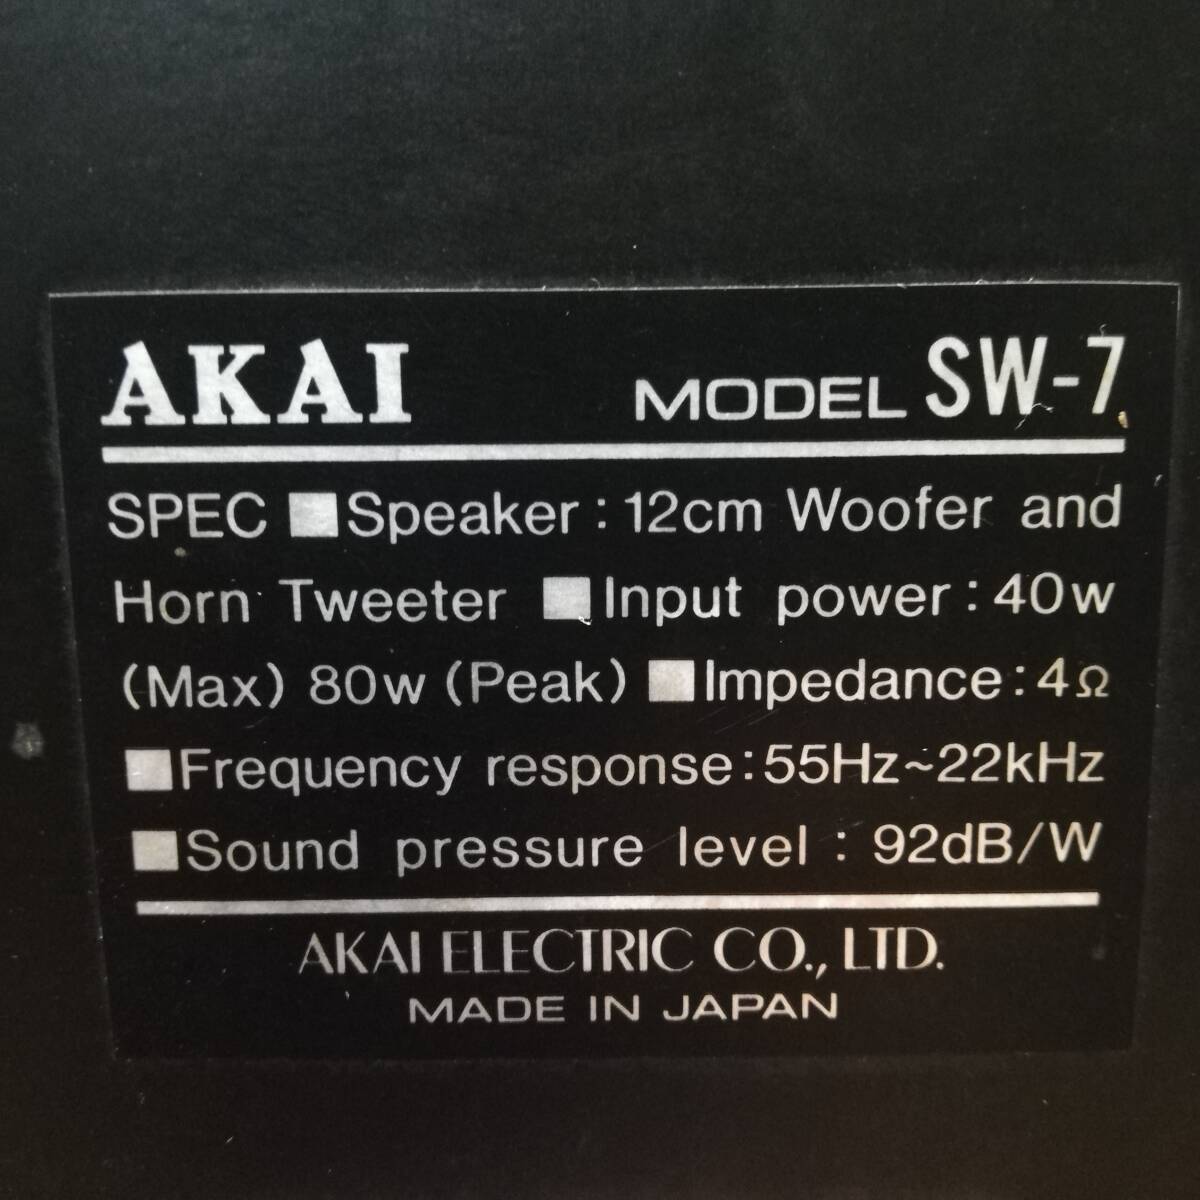 AKAI MODEL SW-7
SPEC ■Speaker : 12cm Woofer and
Horn Tweeter ■Input power : 40w
(Max) 80w (Peak) ■Impedance : 4Ω
■Frequency response : 55Hz~22kHz
■Sound pressure level : 92dB/W
AKAI ELECTRIC CO., LTD.
MADE IN JAPAN